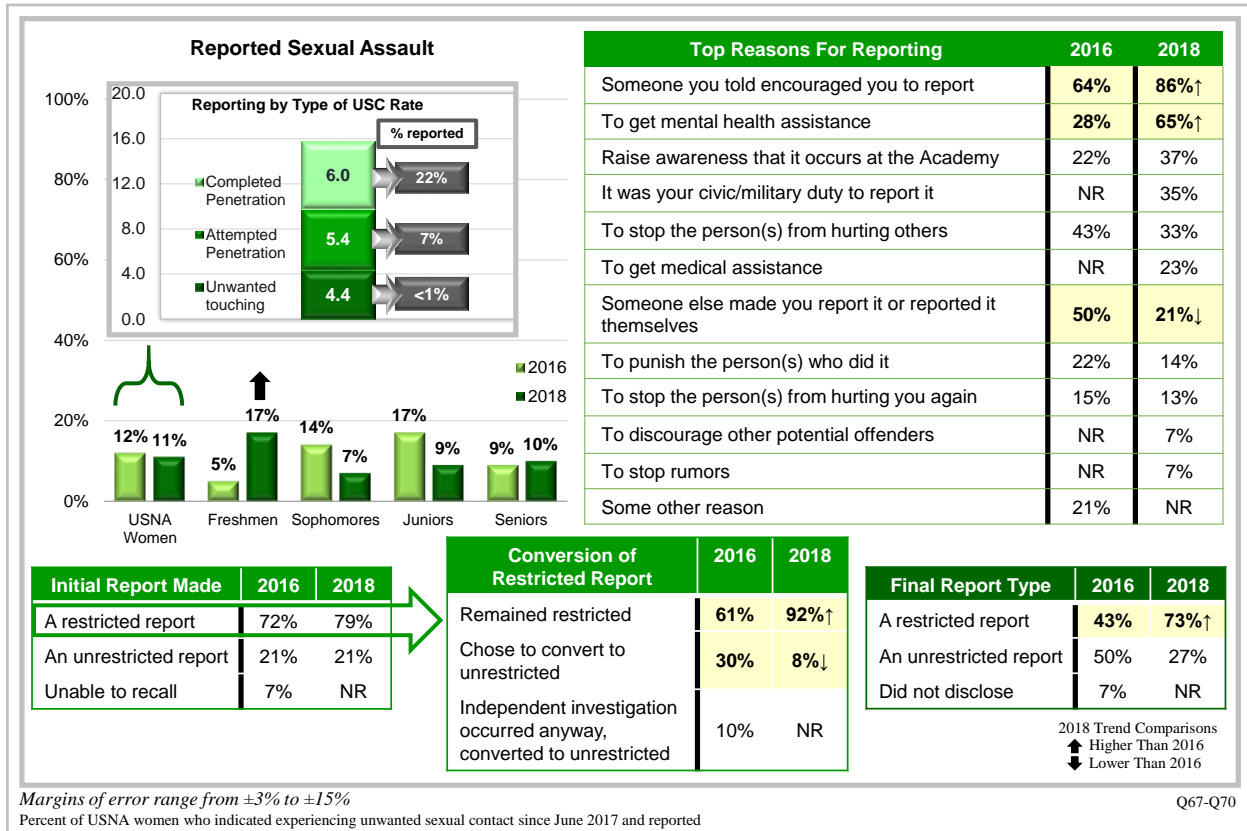 Reported Sexual Assault
100%
80%
60%
40%
20%
0%
Reporting by Type of USC Rate
20.0
16.0
12.0
8.0
4.0
0.0
% reported
Completed
Penetration
6.0
22%
Attempted
Penetration
5.4
7%
Unwanted
touching
4.4
<1%
2016
2018
12% 11%
5% 17%
14% 7%
17% 9%
9% 10%
USNA
Women
Freshmen Sophomores Juniors Seniors
Top Reasons For Reporting 2016 2018
Someone you told encouraged you to report 64% 86%↑
To get mental health assistance 28% 65%↑
Raise awareness that it occurs at the Academy 22% 37%
It was your civic/military duty to report it NR 35%
To stop the person(s) from hurting others 43% 33%
To get medical assistance NR 23%
Someone else made you report it or reported it
themselves 50% 21%↓
To punish the person(s) who did it 22% 14%
To stop the person(s) from hurting you again 15% 13%
To discourage other potential offenders NR 7%
To stop rumors NR 7%
Some other reason 21% NR
Initial Report Made 2016 2018
A restricted report 72% 79%
An unrestricted report 21% 21%
Unable to recall 7% NR
Conversion of
Restricted Report 2016 2018
Remained restricted 61% 92%↑
Chose to convert to
unrestricted 30% 8%↓
Independent investigation
occurred anyway,
converted to unrestricted 10% NR
Final Report Type 2016 2018
A restricted report 43% 73%↑
An unrestricted report 50% 27%
Did not disclose 7% NR
2018 Trend Comparisons
Higher Than 2016
Lower Than 2016
Margins of error range from ±3% to ±15%
Q67-Q70
Percent of USNA women who indicated experiencing unwanted sexual contact since June 2017 and reported